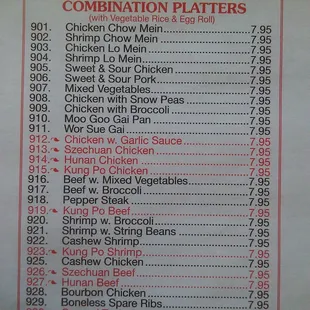 COMBINATION PLATTERS
(with Vegetable Rice & Egg Roll)
901. Chicken Chow Mein 7.95
902. Shrimp Chow Mein 7.95
903. Chicken Lo Mein 7.95
904. Shrimp Lo Mein 7.95
905. Sweet & Sour Chicken 7.95
906. Sweet & Sour Pork 7.95
907. Mixed Vegetables 7.95
908. Chicken with Snow Peas 7.95
909. Chicken with Broccoli 7.95
910. Moo Goo Gai Pan 7.95
911. Wor Sue Gai 7.95
912. Chicken w. Garlic Sauce 7.95
913. Szechuan Chicken 7.95
914. Hunan Chicken 7.95
915. Kung Po Chicken 7.95
916. Beef w. Mixed Vegetables 7.95
917. Beef w. Broccoli 7.95
918. Pepper Steak 7.95
919. Kung Po Beef 7.95
920. Shrimp w. Broccoli 7.95
921. Shrimp w. String Beans 7.95
922. Cashew Shrimp 7.95
923. Kung Po Shrimp 7.95
925. Cashew Chicken 7.95
926. Szechuan Beef 7.95
927. Hunan Beef 7.95
928. Bourbon Chicken 7.95
929. Boneless Spare Ribs 7.95